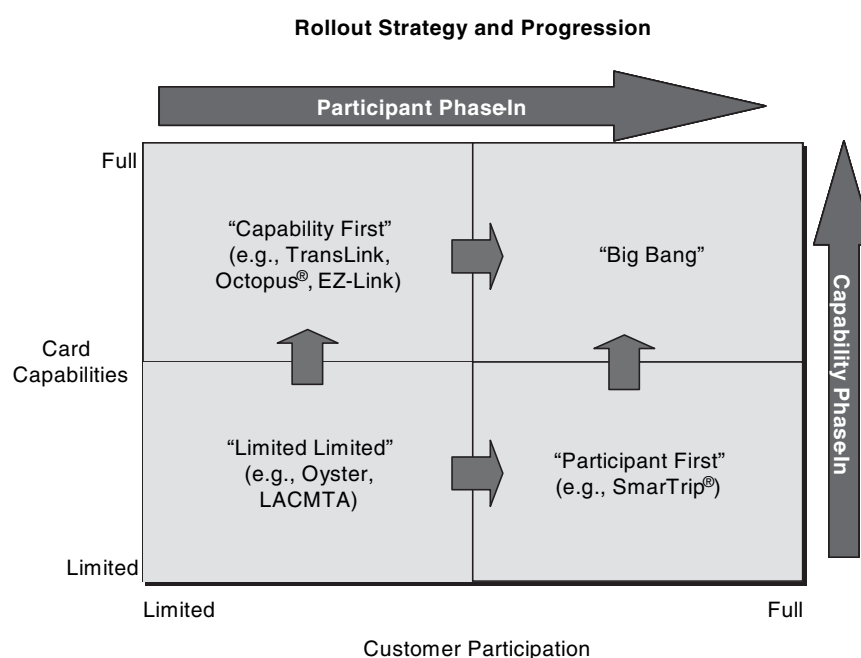 Rollout Strategy and Progression
Participant Phase-In
Full
“Capability First”
(e.g., TransLink,
Octopus®, EZ-Link)
“Big Bang”
Capability Phase-In
Card
Capabilities
“Limited Limited”
(e.g., Oyster,
LACMTA)
“Participant First”
(e.g., SmarTrip®)
Limited
Limited
Full
Customer Participation